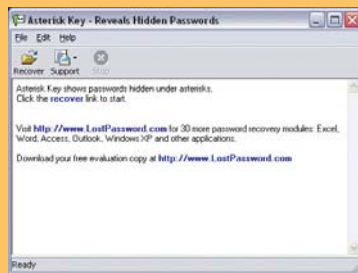 Asterisk Key - Reveals Hidden Passwords
File Edit Help
Recover Support Stop
Asterisk Key shows passwords hidden under asterisks.
Click the recover link to start.
Visit http://www.LostPassword.com for 30 more password recovery modules: Excel,
Word, Access, Outlook, Windows XP and other applications.
Download your free evaluation copy at http://www.LostPassword.com
Ready